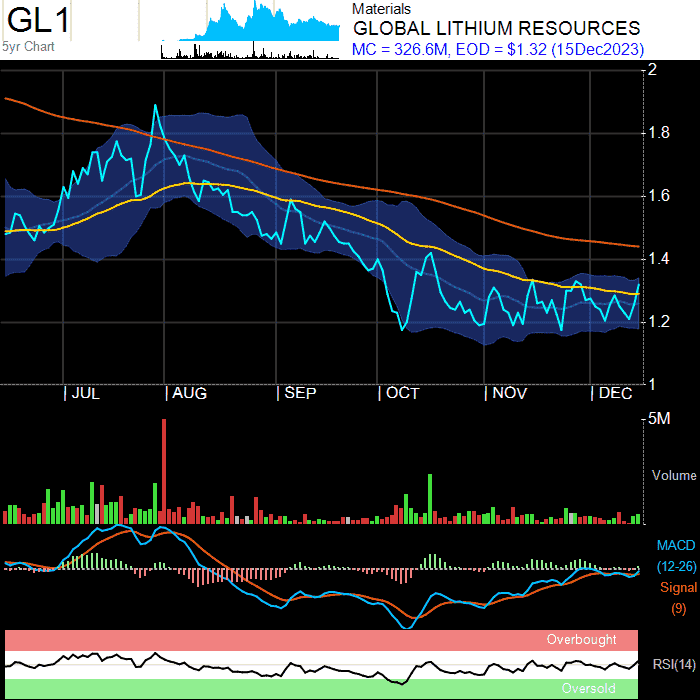 GL1
5yr Chart
Materials
GLOBAL LITHIUM RESOURCES
MC = 326.6M, EOD = $1.32 (15Dec2023)
2
1.8
1.6
1.4
1.2
1
| JUL | AUG | SEP | OCT | NOV | DEC
5M
Volume
MACD
(12-26)
Signal
(9)
Overbought
RSI(14)
Oversold